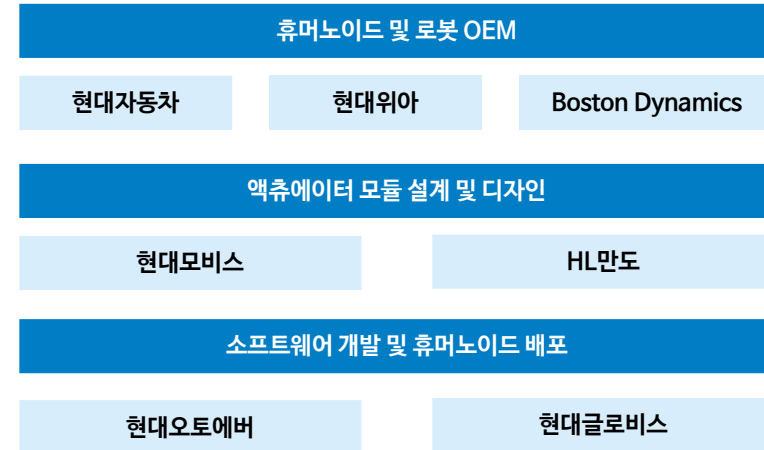 휴머노이드 및 로봇 OEM
현대자동차
현대위아
Boston Dynamics
액츄에이터 모듈 설계 및 디자인
현대모비스
HL만도
소프트웨어 개발 및 휴머노이드 배포
현대오토에버
현대글로비스